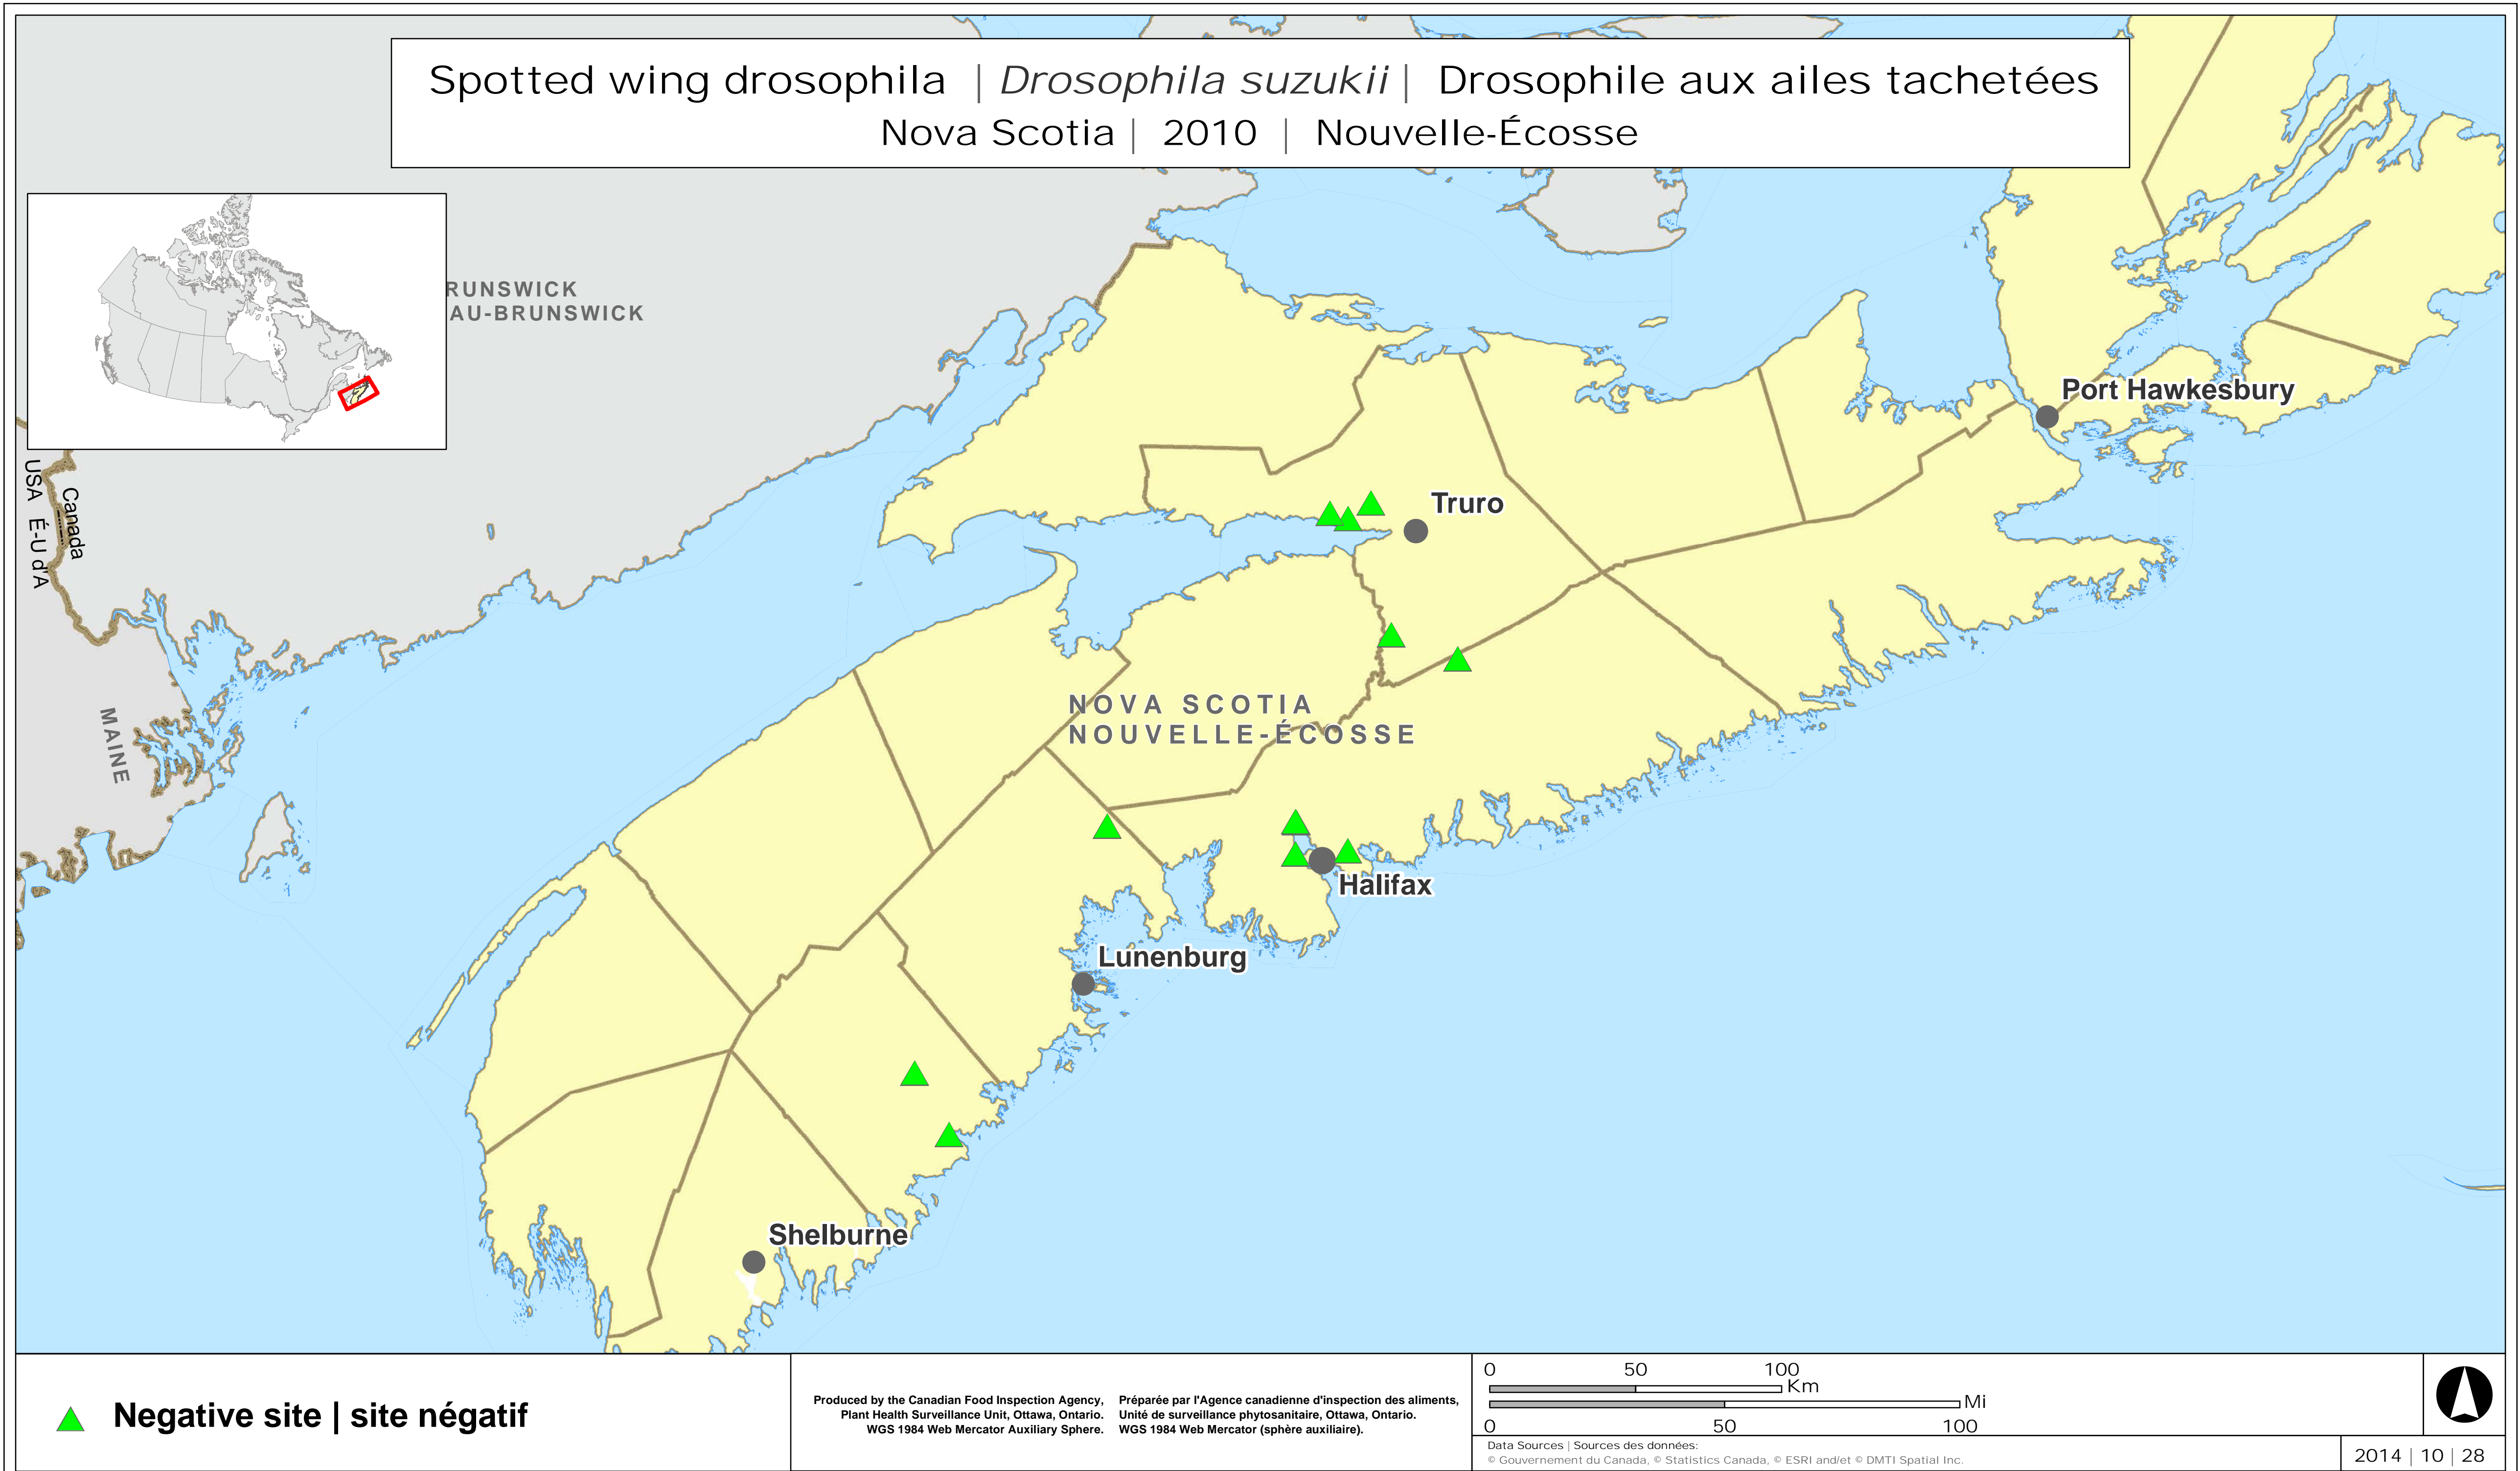 Spotted wing drosophila | Drosophila suzukii | Drosophile aux ailes tachetées
Nova Scotia | 2010 | Nouvelle-Écosse
RUNSWICK
AU-BRUNSWICK
USA É-U d'A
Canada
MAINE
Port Hawkesbury
Truro
NOVA SCOTIA
NOUVELLE-ÉCOSSE
Halifax
Lunenburg
Shelburne
Negative site | site négatif
Produced by the Canadian Food Inspection Agency,
Plant Health Surveillance Unit, Ottawa, Ontario.
WGS 1984 Web Mercator Auxiliary Sphere.
Préparée par l'Agence canadienne d'inspection des aliments,
Unité de surveillance phytosanitaire, Ottawa, Ontario.
WGS 1984 Web Mercator (sphère auxiliaire).
0 50 100
Km
Mi
0 50 100
Data Sources | Sources des données:
© Gouvernement du Canada, © Statistics Canada, © ESRI and/et © DMTI Spatial Inc.
2014 | 10 | 28